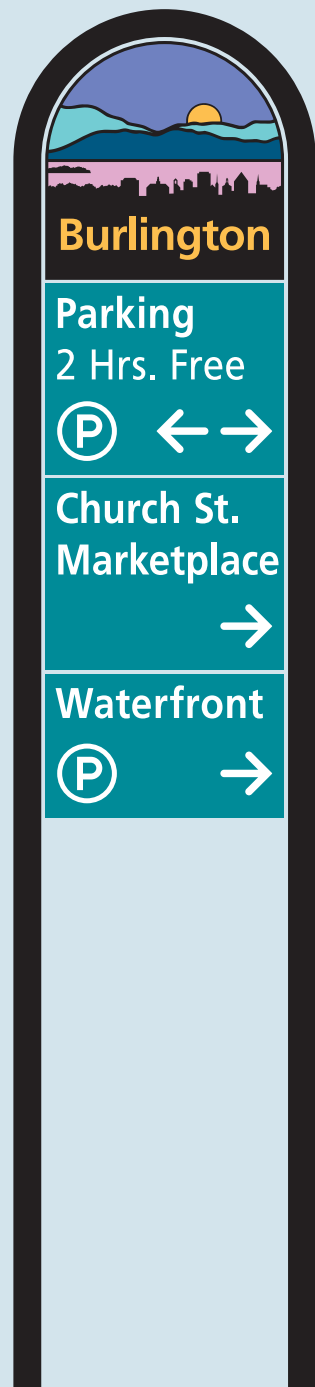 Burlington
Parking
2 Hrs. Free
P ← →
Church St.
Marketplace
→
Waterfront
P →